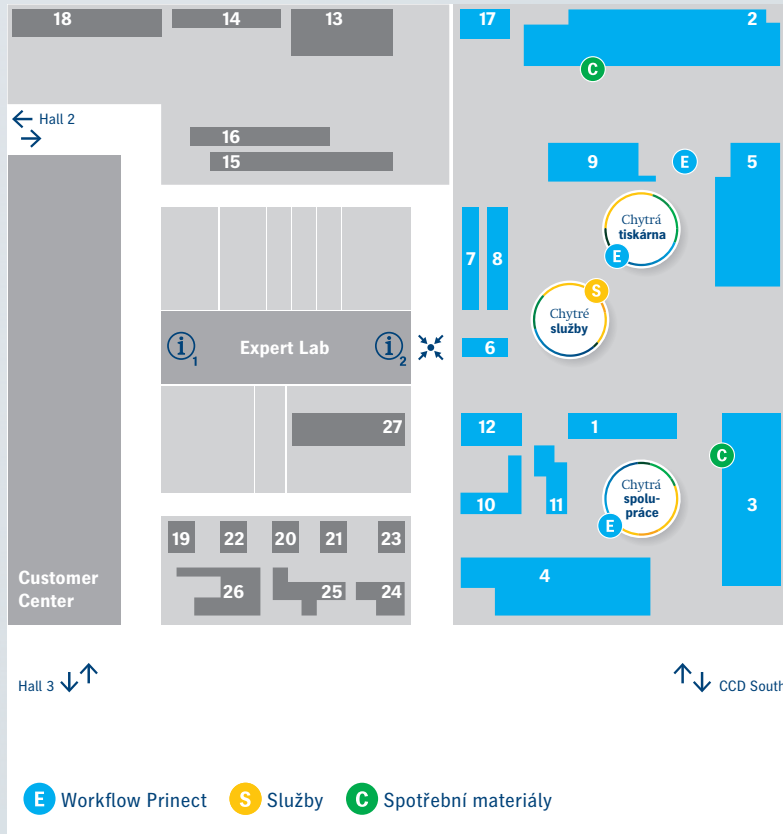 18
14
13
17
2
C
← Hall 2
→
16
15
9
E
5
Chytrá
tiskárna
E
7
8
S
Chytré
služby
i
1
Expert Lab
i
2
6
27
12
1
C
10
11
Chytrá
spolu-
práce
E
3
19
22
20
21
23
Customer
Center
26
25
24
4
Hall 3 ↓↑
↑↓ CCD South
E Workflow Prinect
S Služby
C Spotřební materiály